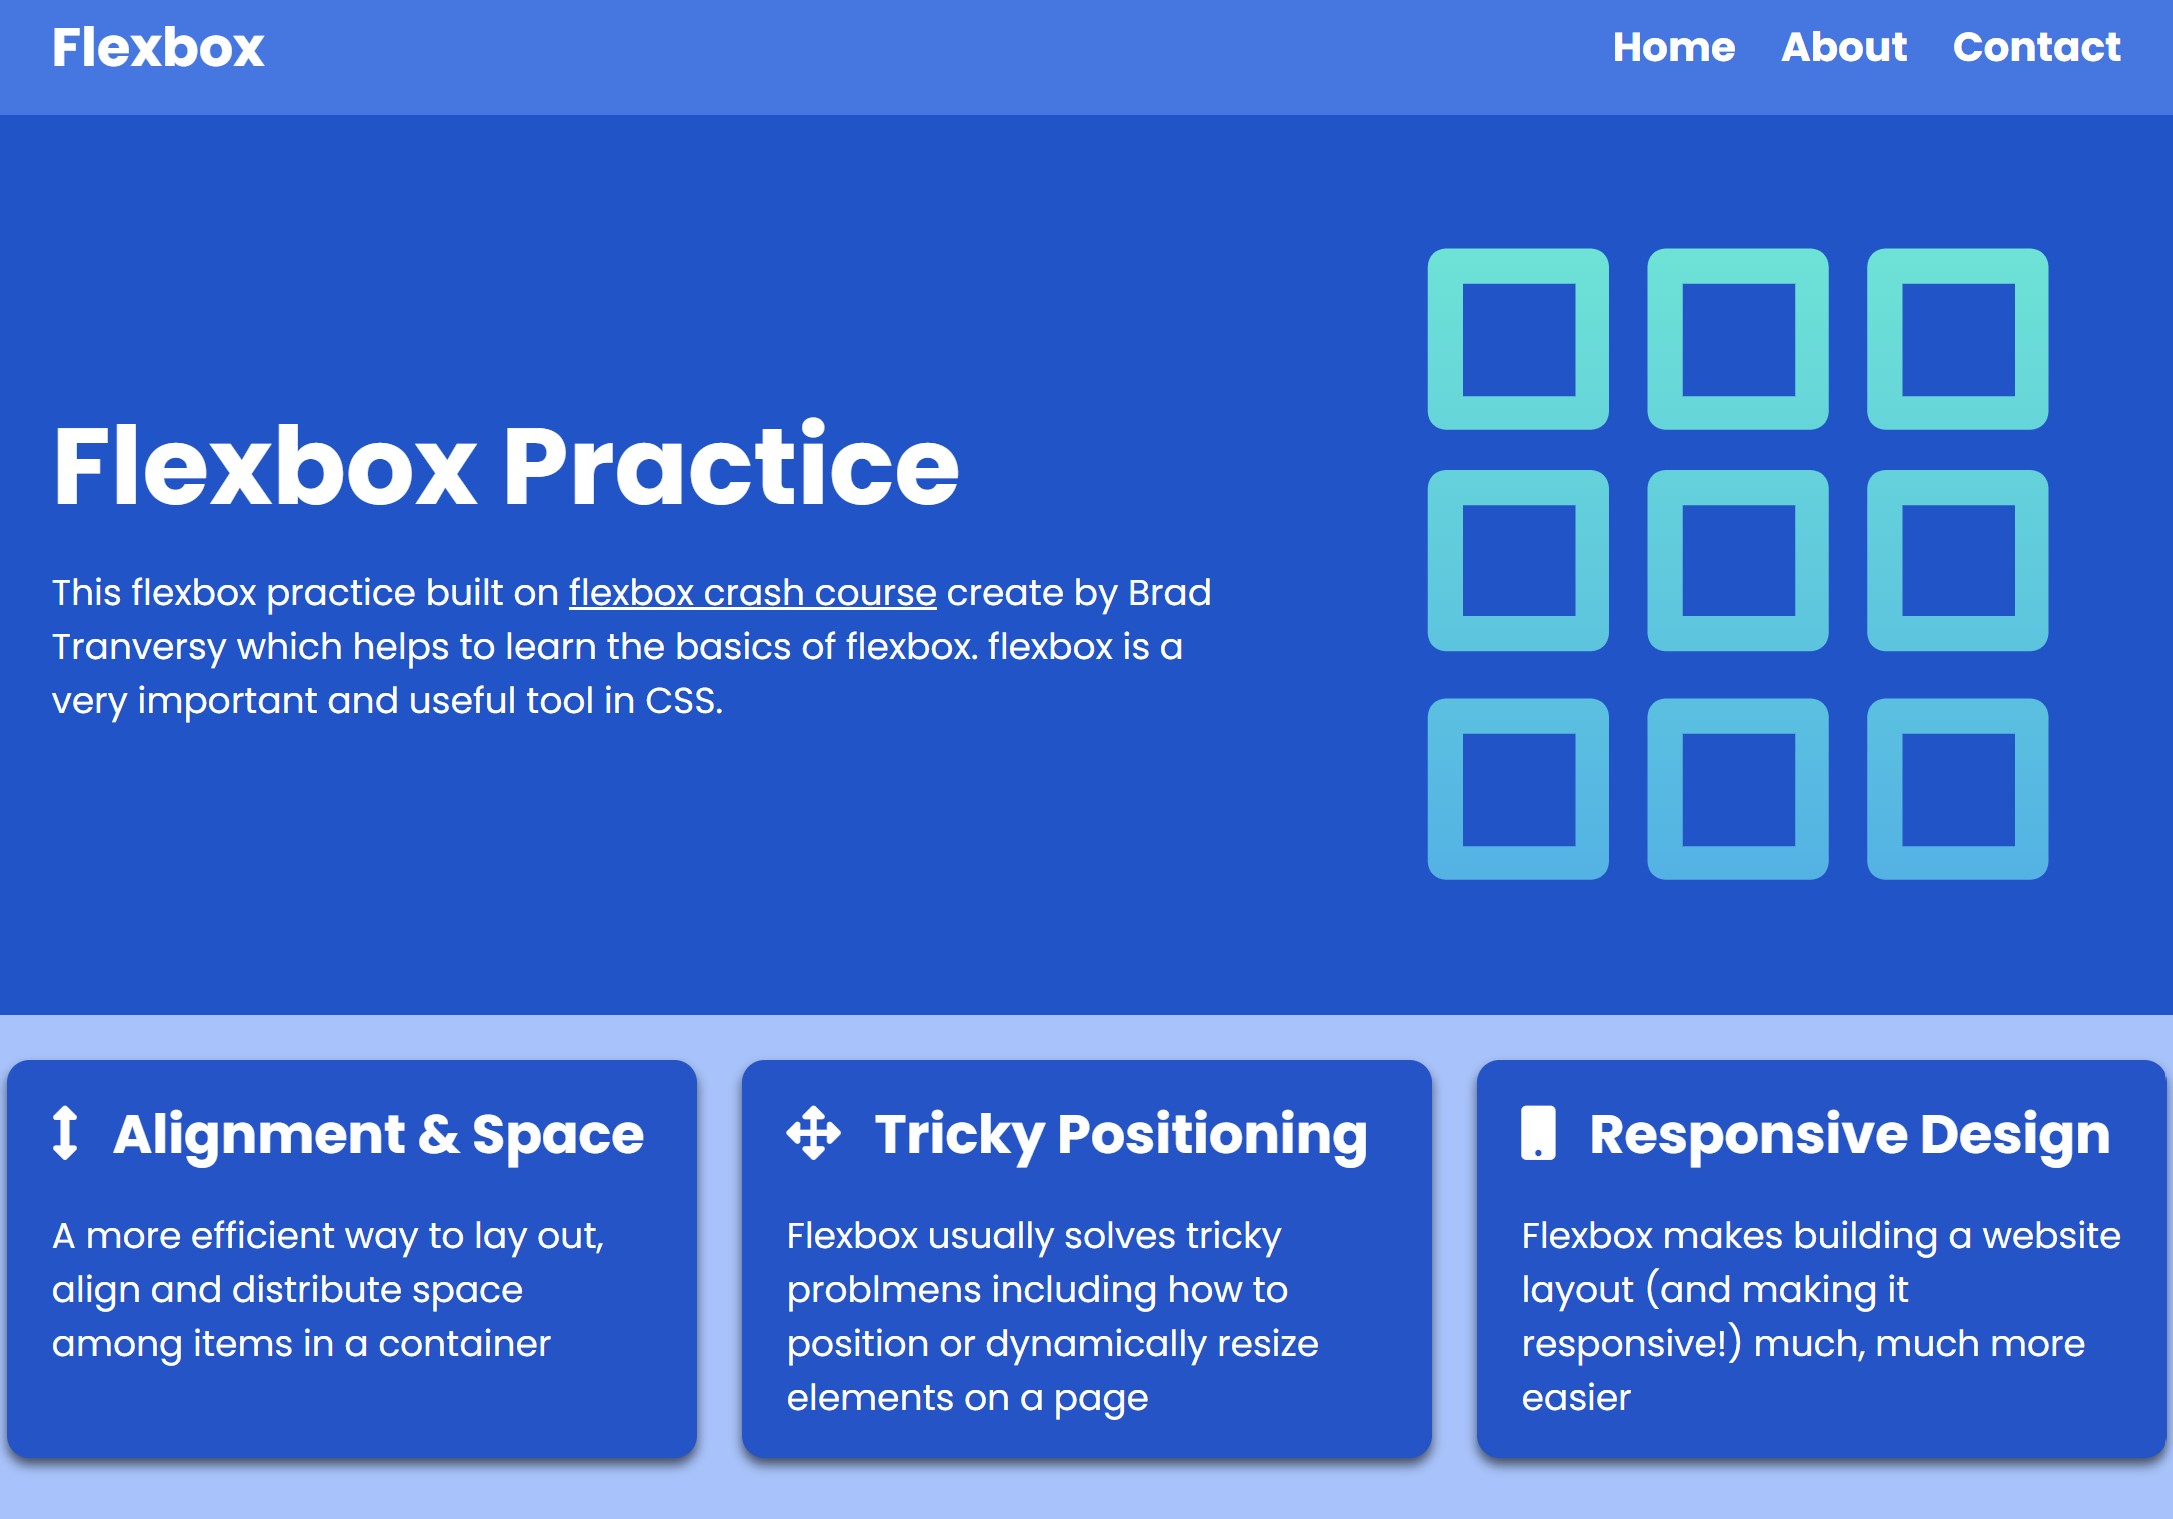 Flexbox
Home About Contact
Flexbox Practice
This flexbox practice built on flexbox crash course create by Brad
Tranversy which helps to learn the basics of flexbox. flexbox is a
very important and useful tool in CSS.
Alignment & Space
A more efficient way to lay out,
align and distribute space
among items in a container
Tricky Positioning
Flexbox usually solves tricky
problmens including how to
position or dynamically resize
elements on a page
Responsive Design
Flexbox makes building a website
layout (and making it
responsive!) much, much more
easier